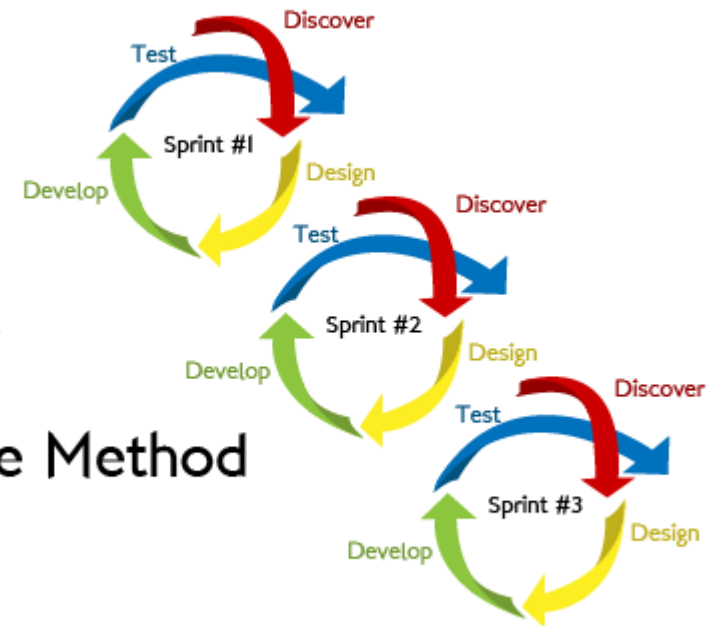 Discover
Test
Sprint #1
Design
Develop
Discover
Test
Sprint #2
Design
Develop
Discover
Test
e Method
Sprint #3
Design
Develop